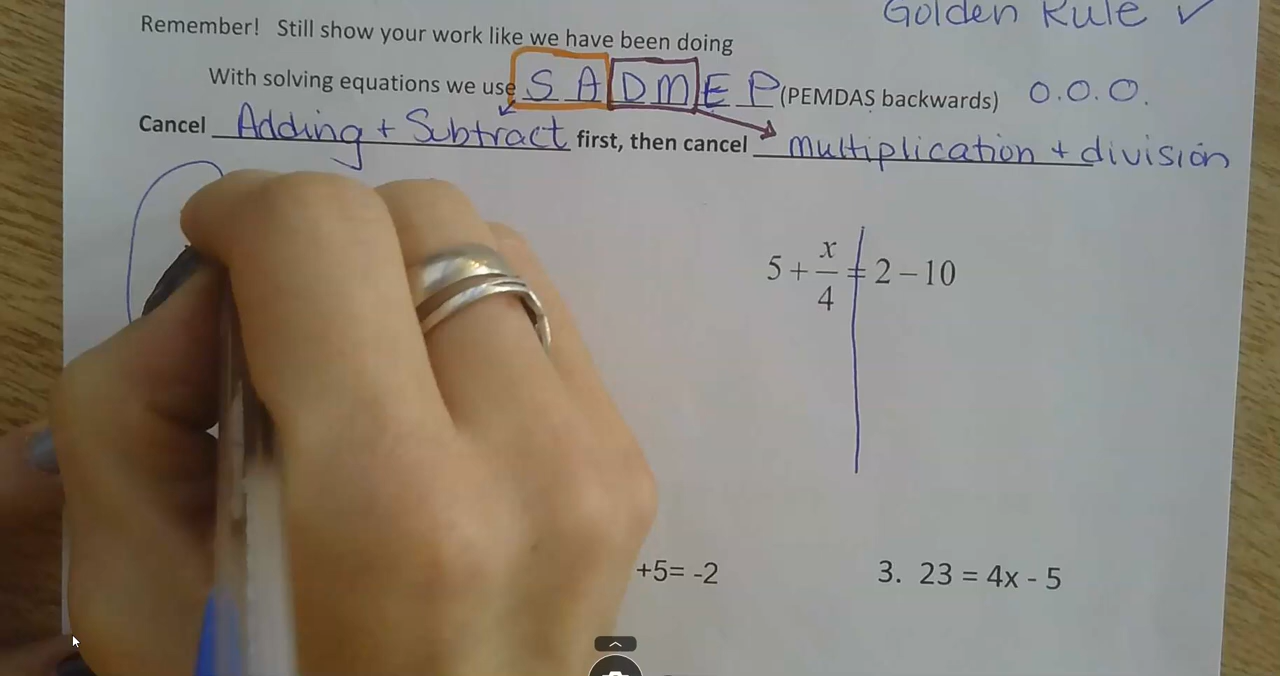 Golden Rule ✓
Remember! Still show your work like we have been doing
With solving equations we use S A D M E P (PEMDAS backwards) O.O.O.
Cancel Adding + Subtract first, then cancel multiplication + division
5 + x/4 = 2 − 10
+5= -2
3. 23 = 4x - 5